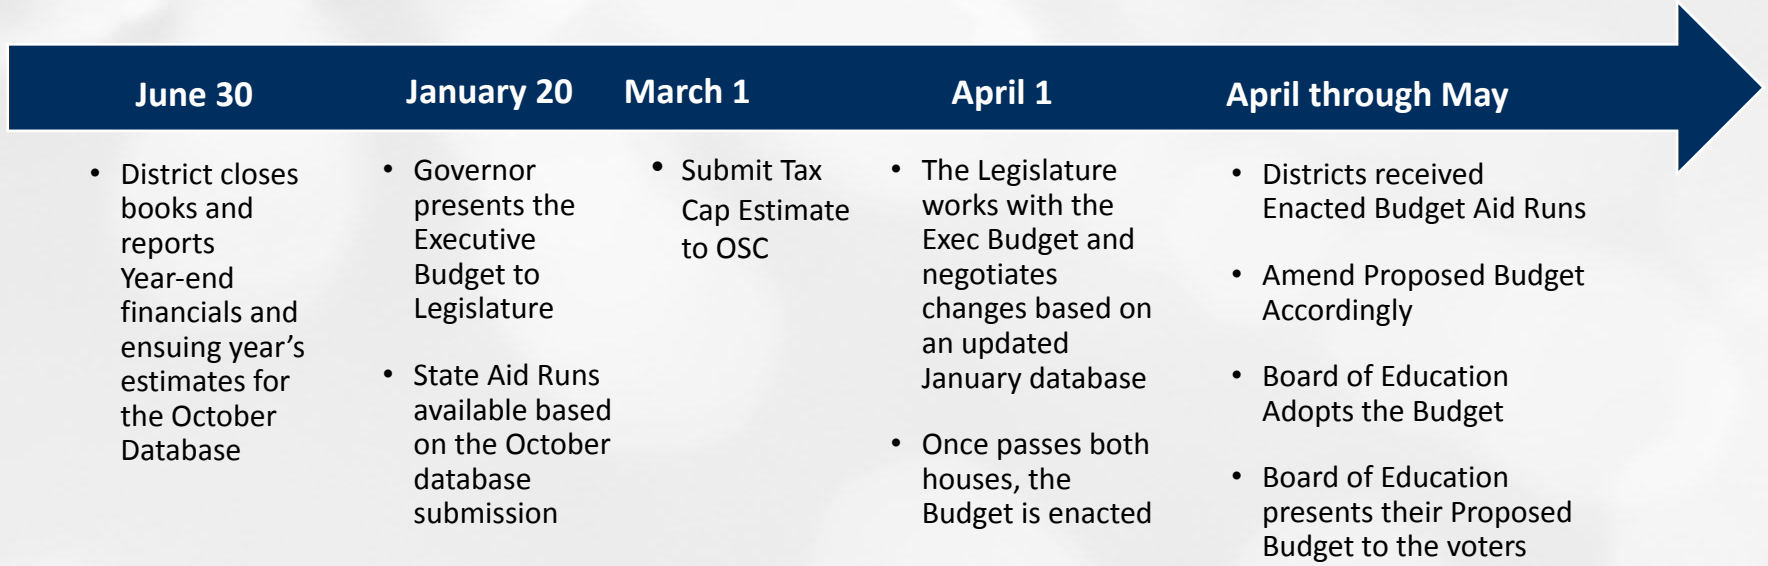 June 30
January 20
March 1
April 1
April through May
• District closes
books and
reports
Year-end
financials and
ensuing year’s
estimates for
the October
Database
• Governor
presents the
Executive
Budget to
Legislature
• State Aid Runs
available based
on the October
database
submission
• Submit Tax
Cap Estimate
to OSC
• The Legislature
works with the
Exec Budget and
negotiates
changes based on
an updated
January database
• Once passes both
houses, the
Budget is enacted
• Districts received
Enacted Budget Aid Runs
• Amend Proposed Budget
Accordingly
• Board of Education
Adopts the Budget
• Board of Education
presents their Proposed
Budget to the voters